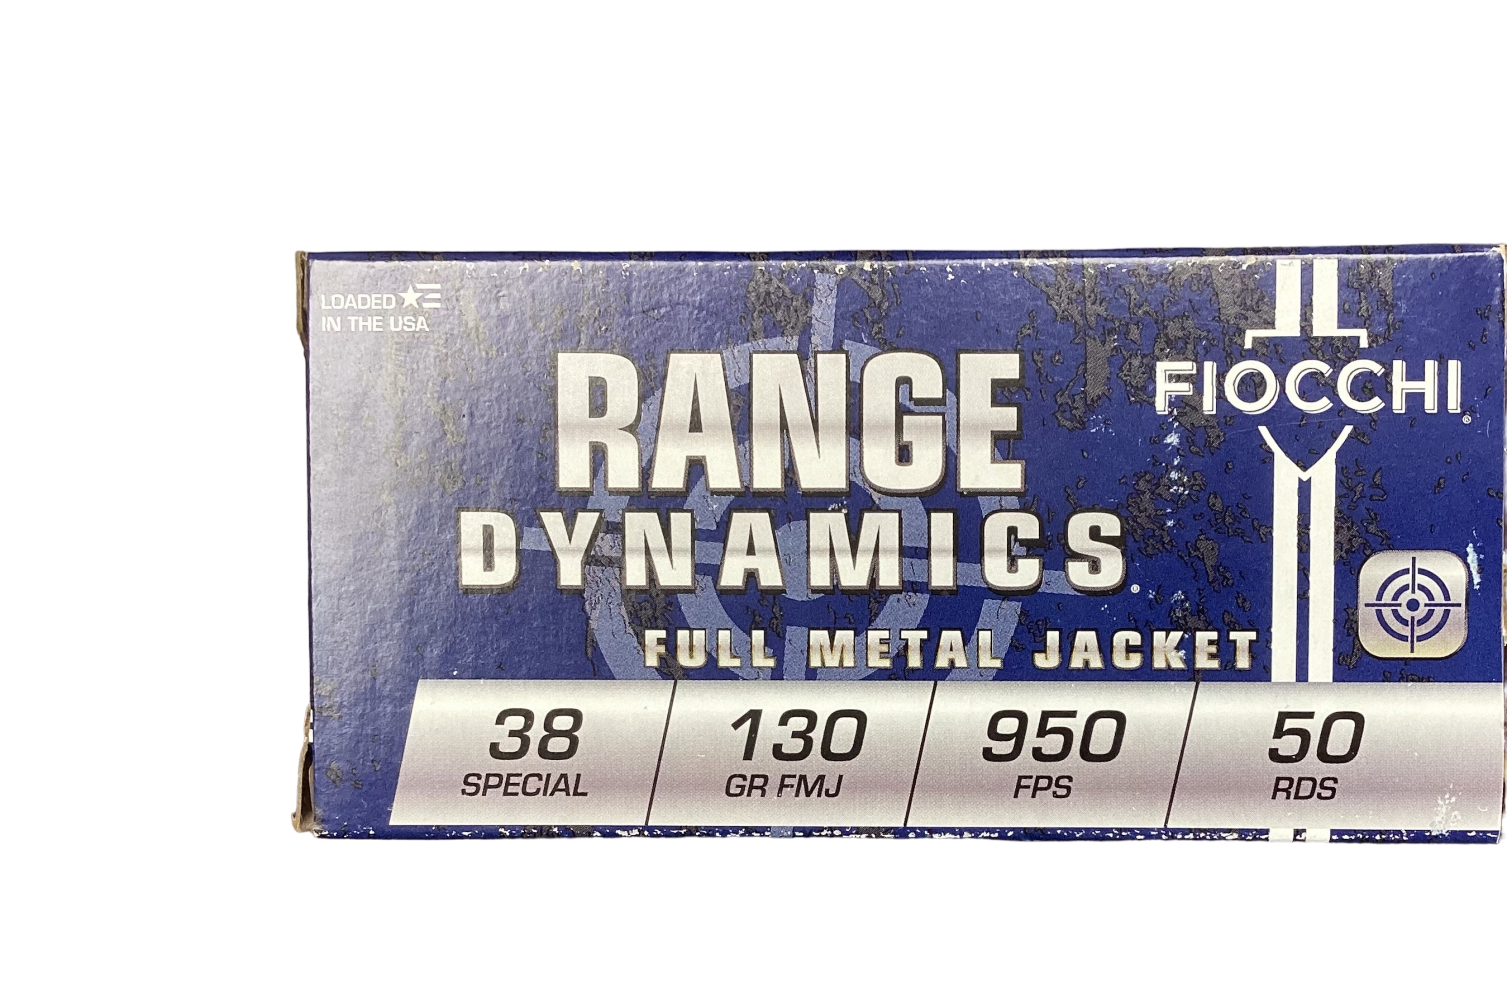 LOADED
IN THE USA
RANGE
DYNAMICS®
FULL METAL JACKET
FIOCCHI®
38
SPECIAL
130
GR FMJ
950
FPS
50
RDS